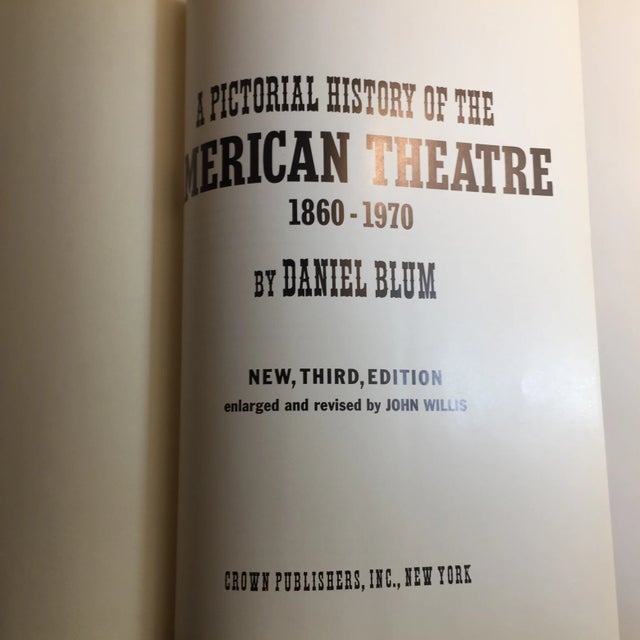 A PICTORIAL HISTORY OF THE
MERICAN THEATRE
1860-1970
BY DANIEL BLUM
NEW, THIRD, EDITION
enlarged and revised by JOHN WILLIS
CROWN PUBLISHERS, INC., NEW YORK